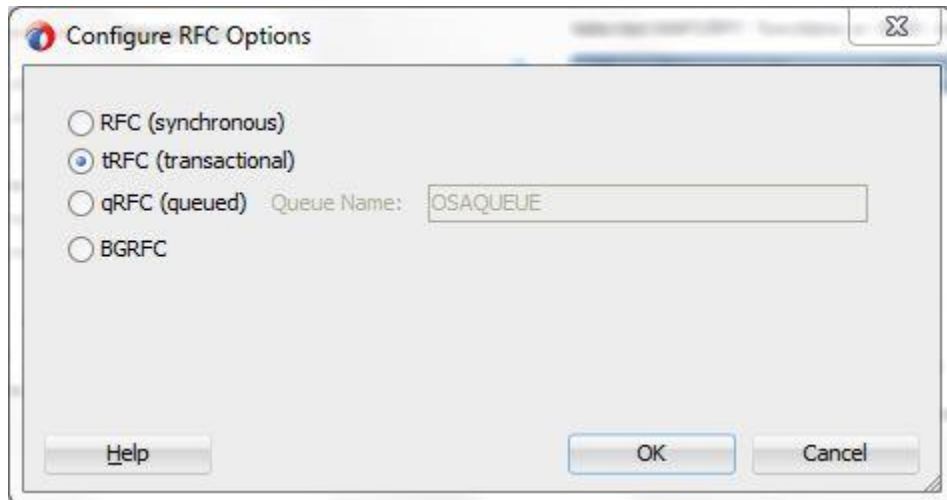 Configure RFC Options
RFC (synchronous)
tRFC (transactional)
qRFC (queued) Queue Name: OSAQUEUE
BGRFC
Help OK Cancel